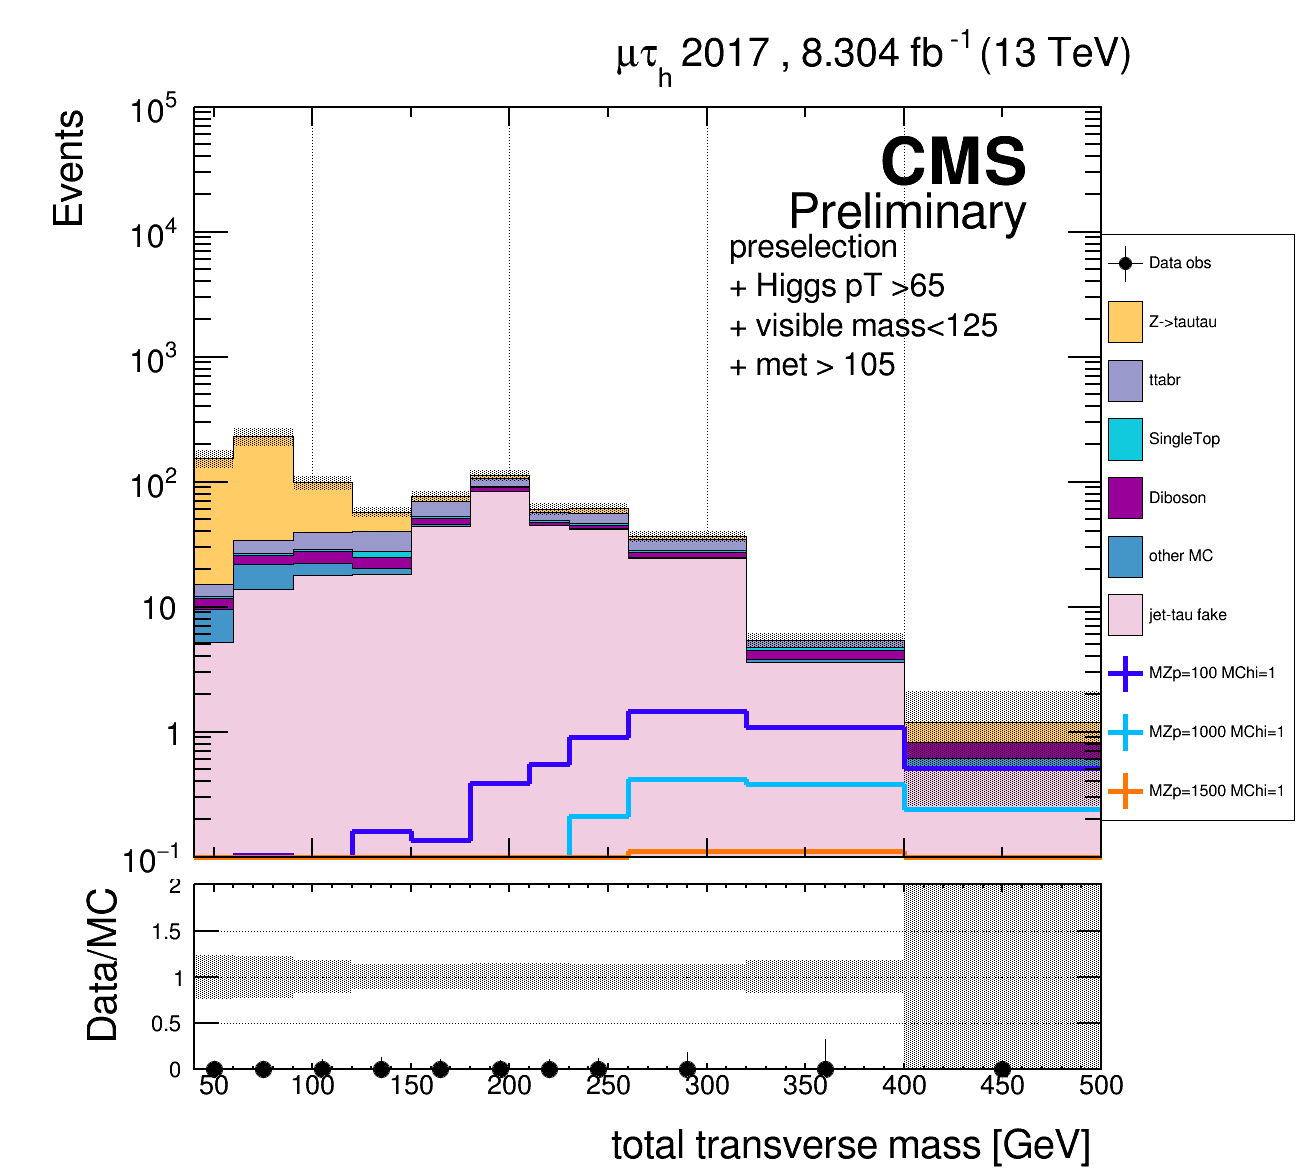 μτh 2017 , 8.304 fb-1 (13 TeV)
Events
10^5
10^4
10^3
10^2
10
1
10^−1
CMS
Preliminary
preselection
+ Higgs pT >65
+ visible mass<125
+ met > 105
Data obs
Z->tautau
ttabr
SingleTop
Diboson
other MC
jet-tau fake
MZp=100 MChi=1
MZp=1000 MChi=1
MZp=1500 MChi=1
Data/MC
2
1.5
1
0.5
0
50 100 150 200 250 300 350 400 450 500
total transverse mass [GeV]